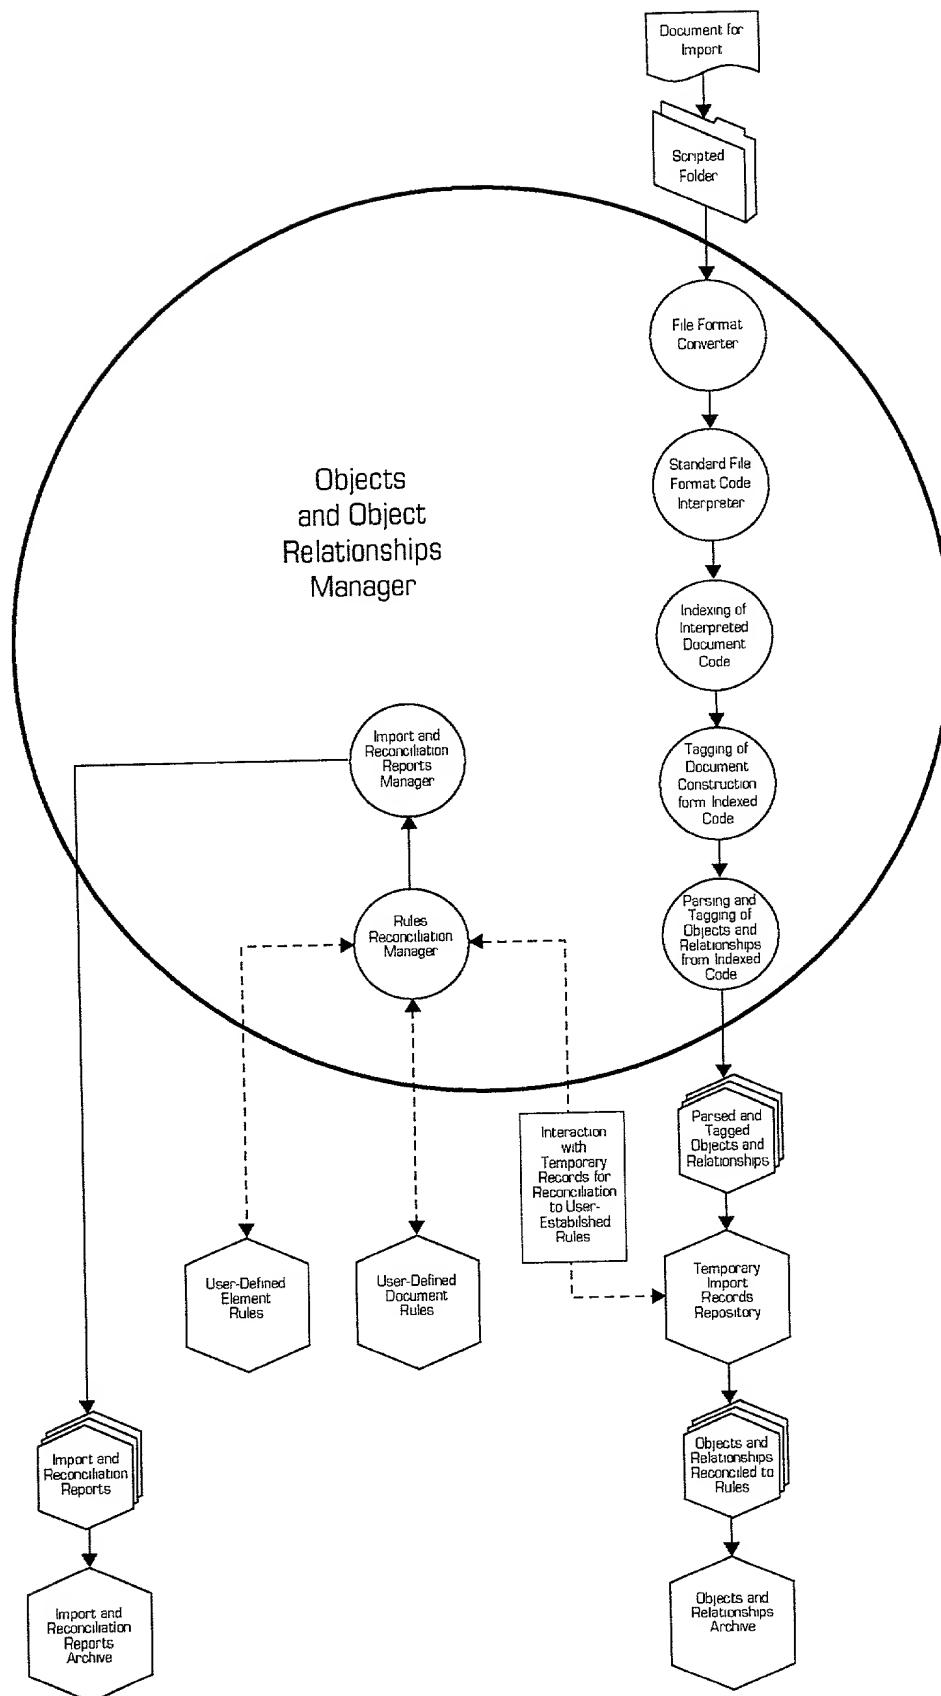 Document for
Import
Scripted
Folder
File Format
Converter
Standard File
Format Code
Interpreter
Objects
and Object
Relationships
Manager
Indexing of
Interpreted
Document
Code
Import and
Reconciliation
Reports
Manager
Tagging of
Document
Construction
form Indexed
Code
Rules
Reconciliation
Manager
Parsing and
Tagging of
Objects and
Relationships
from Indexed
Code
Parsed and
Tagged
Objects and
Relationships
Interaction
with
Temporary
Records for
Reconciliation
to User-
Estabilshed
Rules
User-Defined
Element
Rules
User-Defined
Document
Rules
Temporary
Import
Records
Repository
Import and
Reconciliation
Reports
Objects and
Relationships
Reconciled to
Rules
Import and
Reconciliation
Reports
Archive
Objects and
Relationships
Archive